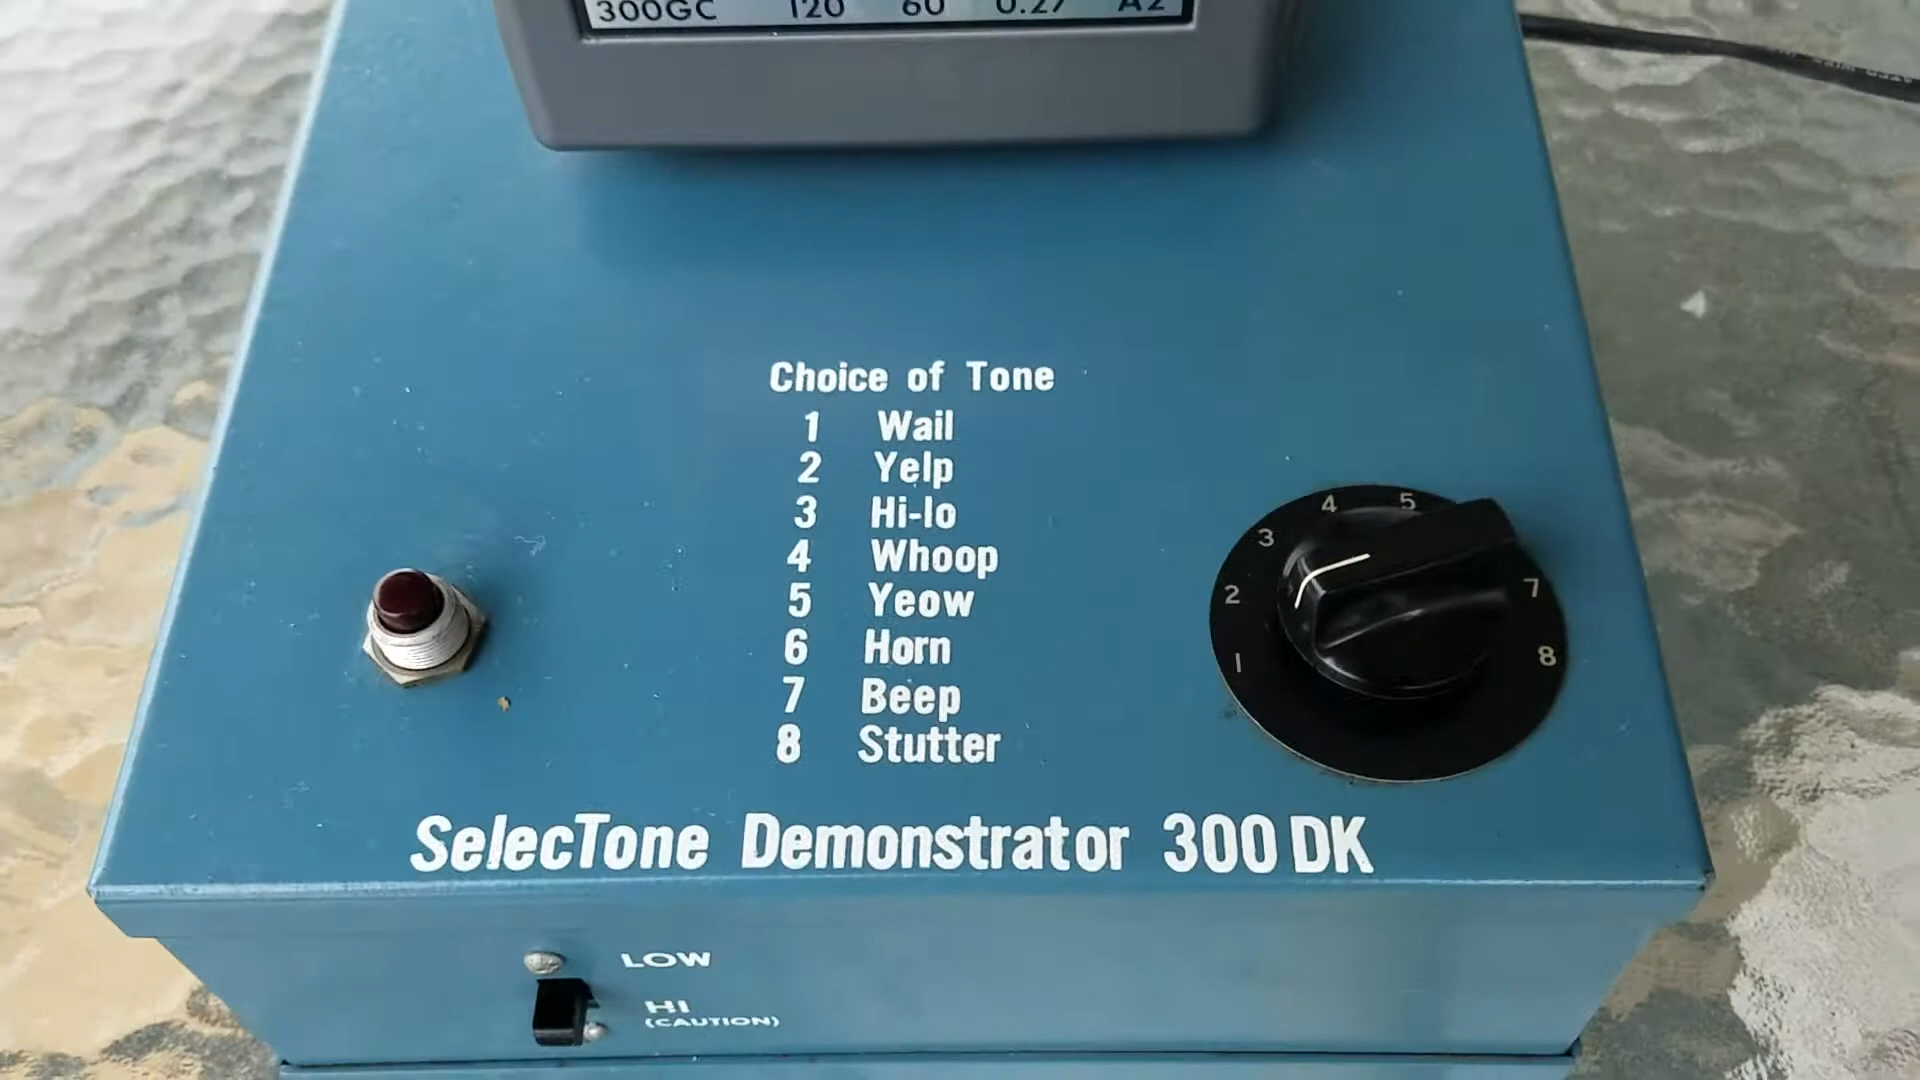 300GC 120 60 0.27 A2
Choice of Tone
1 Wail
2 Yelp
3 Hi-lo
4 Whoop
5 Yeow
6 Horn
7 Beep
8 Stutter
1 2 3 4 5 7 8
SelecTone Demonstrator 300 DK
LOW
HI
(CAUTION)